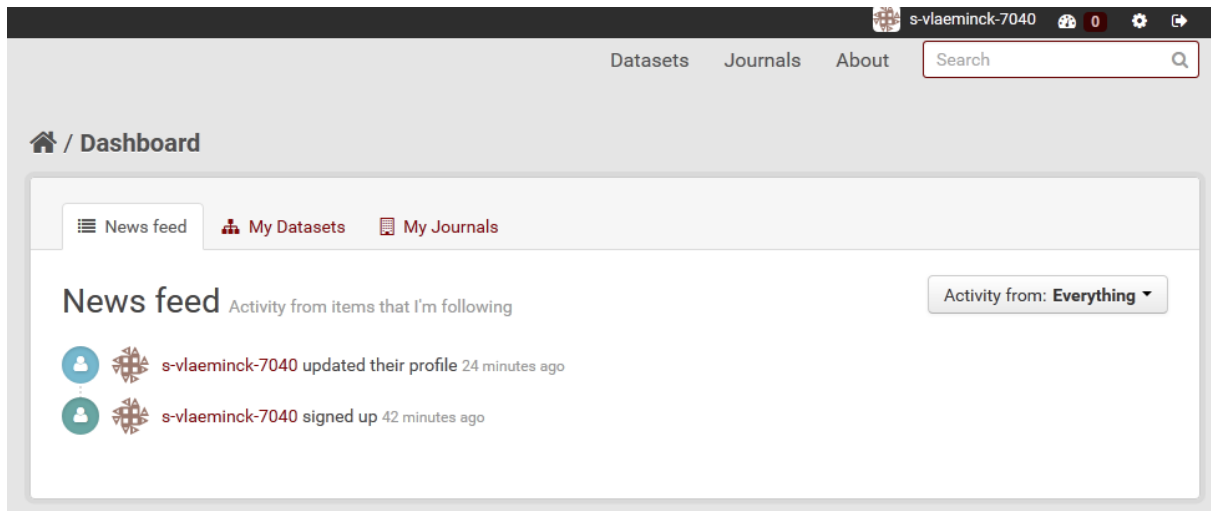 s-vlaeminck-7040 0
Datasets Journals About Search
/ Dashboard
News feed My Datasets My Journals
News feed Activity from items that I'm following Activity from: Everything
s-vlaeminck-7040 updated their profile 24 minutes ago
s-vlaeminck-7040 signed up 42 minutes ago